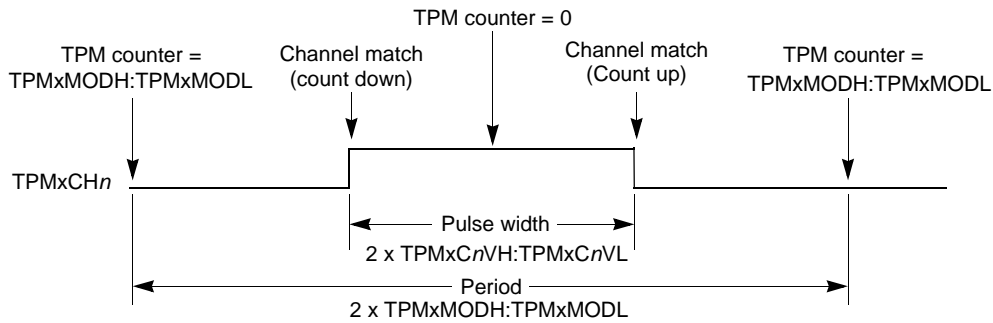 TPM counter = 0
TPM counter =
TPMxMODH:TPMxMODL
Channel match
(count down)
Channel match
(Count up)
TPM counter =
TPMxMODH:TPMxMODL
TPMxCHn
Pulse width
2 x TPMxCnVH:TPMxCnVL
Period
2 x TPMxMODH:TPMxMODL